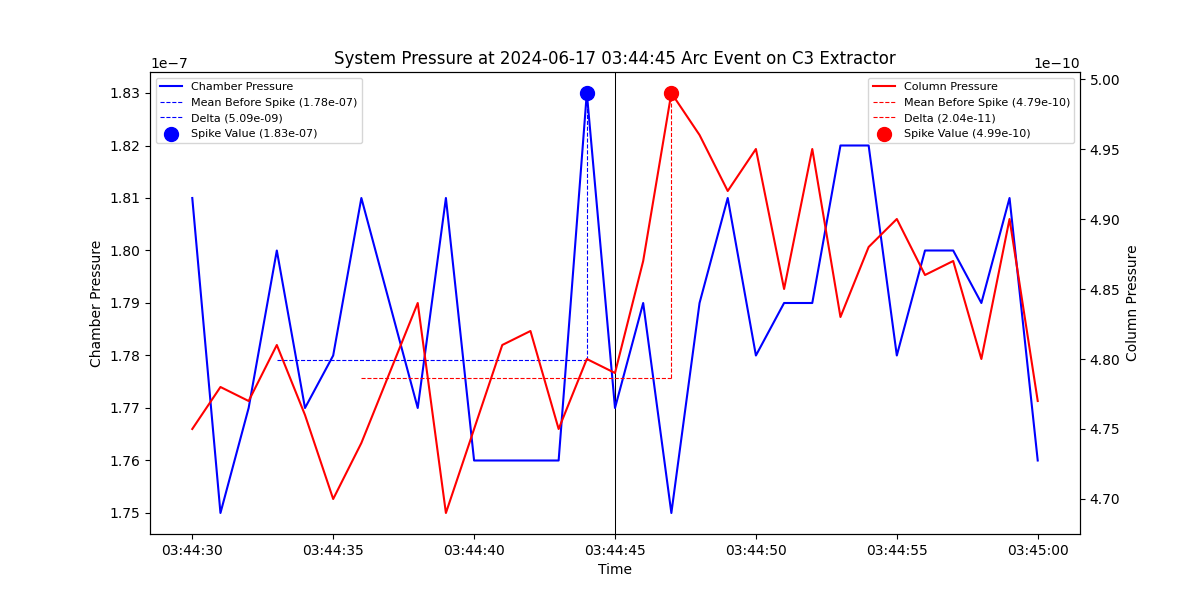 System Pressure at 2024-06-17 03:44:45 Arc Event on C3 Extractor
1e−7
1e−10
Chamber Pressure
Mean Before Spike (1.78e-07)
Delta (5.09e-09)
Spike Value (1.83e-07)
Column Pressure
Mean Before Spike (4.79e-10)
Delta (2.04e-11)
Spike Value (4.99e-10)
Chamber Pressure
1.83
1.82
1.81
1.80
1.79
1.78
1.77
1.76
1.75
5.00
4.95
4.90
4.85
4.80
4.75
4.70
Column Pressure
03:44:30
03:44:35
03:44:40
03:44:45
03:44:50
03:44:55
03:45:00
Time